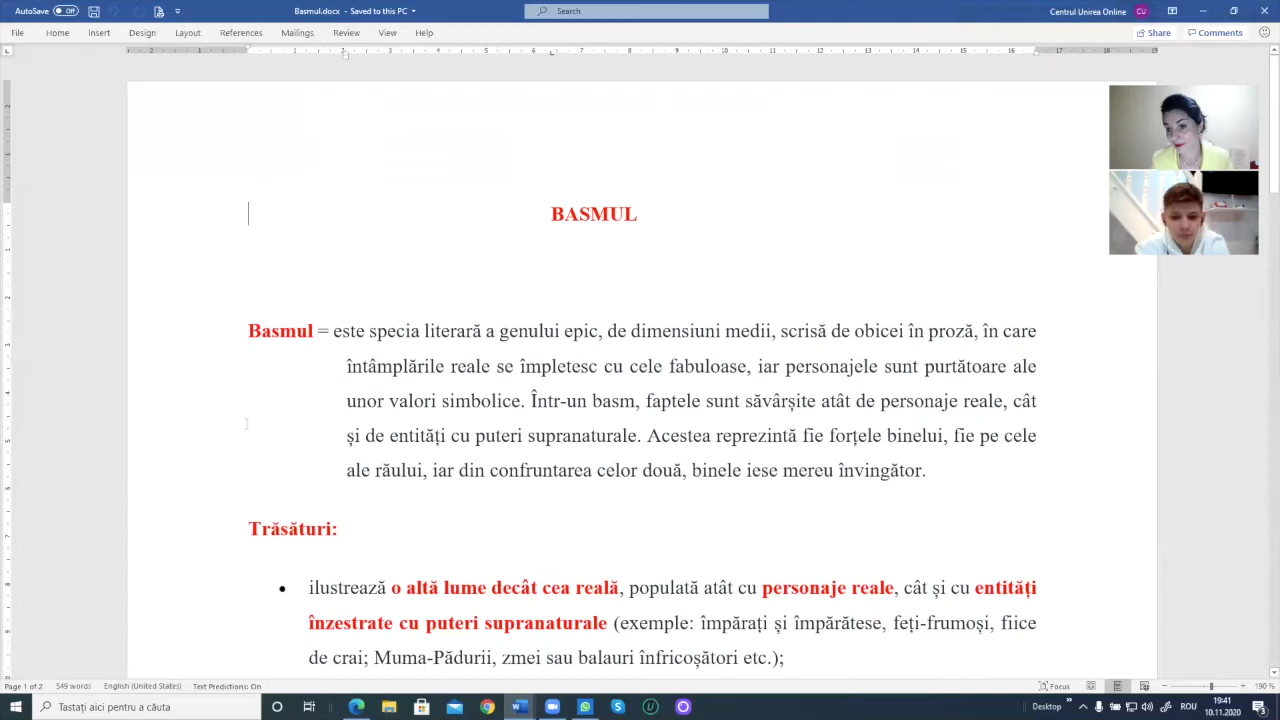 AutoSave Off Basmul.docx - Saved to this PC Search Centrul Unirea Online CU
File Home Insert Design Layout References Mailings Review View Help Share Comments
BASMUL
Basmul = este specia literară a genului epic, de dimensiuni medii, scrisă de obicei în proză, în care
întâmplările reale se împletesc cu cele fabuloase, iar personajele sunt purtătoare ale
unor valori simbolice. Într-un basm, faptele sunt săvârșite atât de personaje reale, cât
și de entități cu puteri supranaturale. Acestea reprezintă fie forțele binelui, fie pe cele
ale răului, iar din confruntarea celor două, binele iese mereu învingător.
Trăsături:
• ilustrează o altă lume decât cea reală, populată atât cu personaje reale, cât și cu entități
înzestrate cu puteri supranaturale (exemple: împărați și împărătese, feți-frumoși, fiice
de crai; Muma-Pădurii, zmei sau balauri înfricoșători etc.);
Page 1 of 2 549 words English (United States) Text Predictions: On Focus 190 %
Tastați aici pentru a căuta Desktop 19:41
10.11.2020